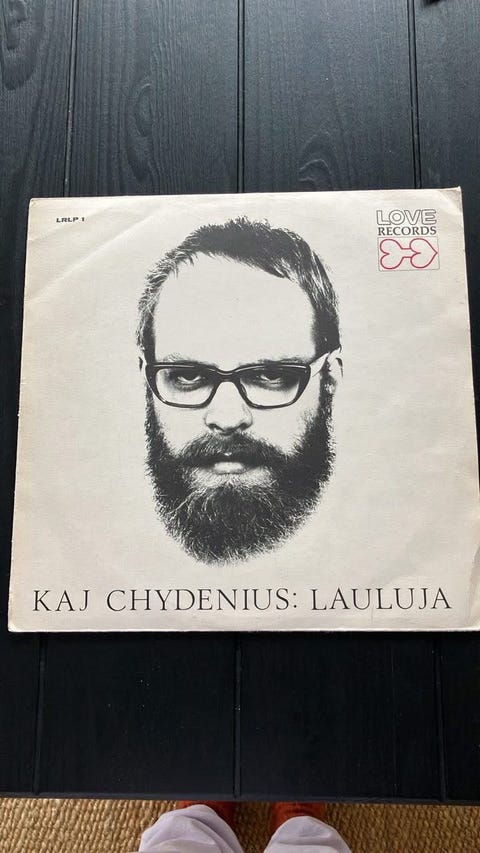 LRLP 1
LOVE
RECORDS
KAJ CHYDENIUS: LAULUJA